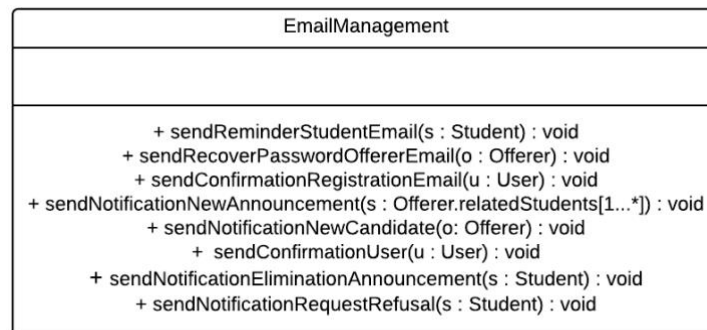 EmailManagement
+ sendReminderStudentEmail(s : Student) : void
+ sendRecoverPasswordOffererEmail(o : Offerer) : void
+ sendConfirmationRegistrationEmail(u : User) : void
+ sendNotificationNewAnnouncement(s : Offerer.relatedStudents[1...*]) : void
+ sendNotificationNewCandidate(o: Offerer) : void
+ sendConfirmationUser(u : User) : void
+ sendNotificationEliminationAnnouncement(s : Student) : void
+ sendNotificationRequestRefusal(s : Student) : void